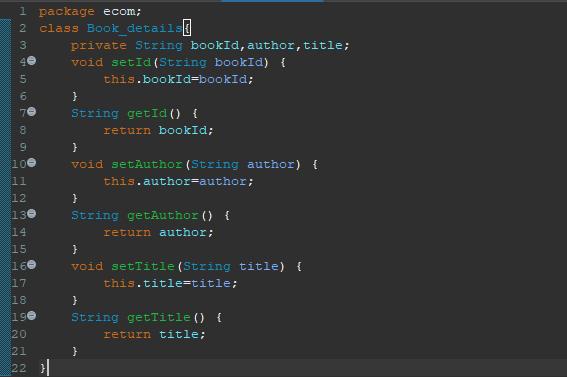 1 package ecom;
2 class Book_details{
3     private String bookId,author,title;
4     void setId(String bookId) {
5         this.bookId=bookId;
6     }
7     String getId() {
8         return bookId;
9     }
10     void setAuthor(String author) {
11         this.author=author;
12     }
13     String getAuthor() {
14         return author;
15     }
16     void setTitle(String title) {
17         this.title=title;
18     }
19     String getTitle() {
20         return title;
21     }
22 }